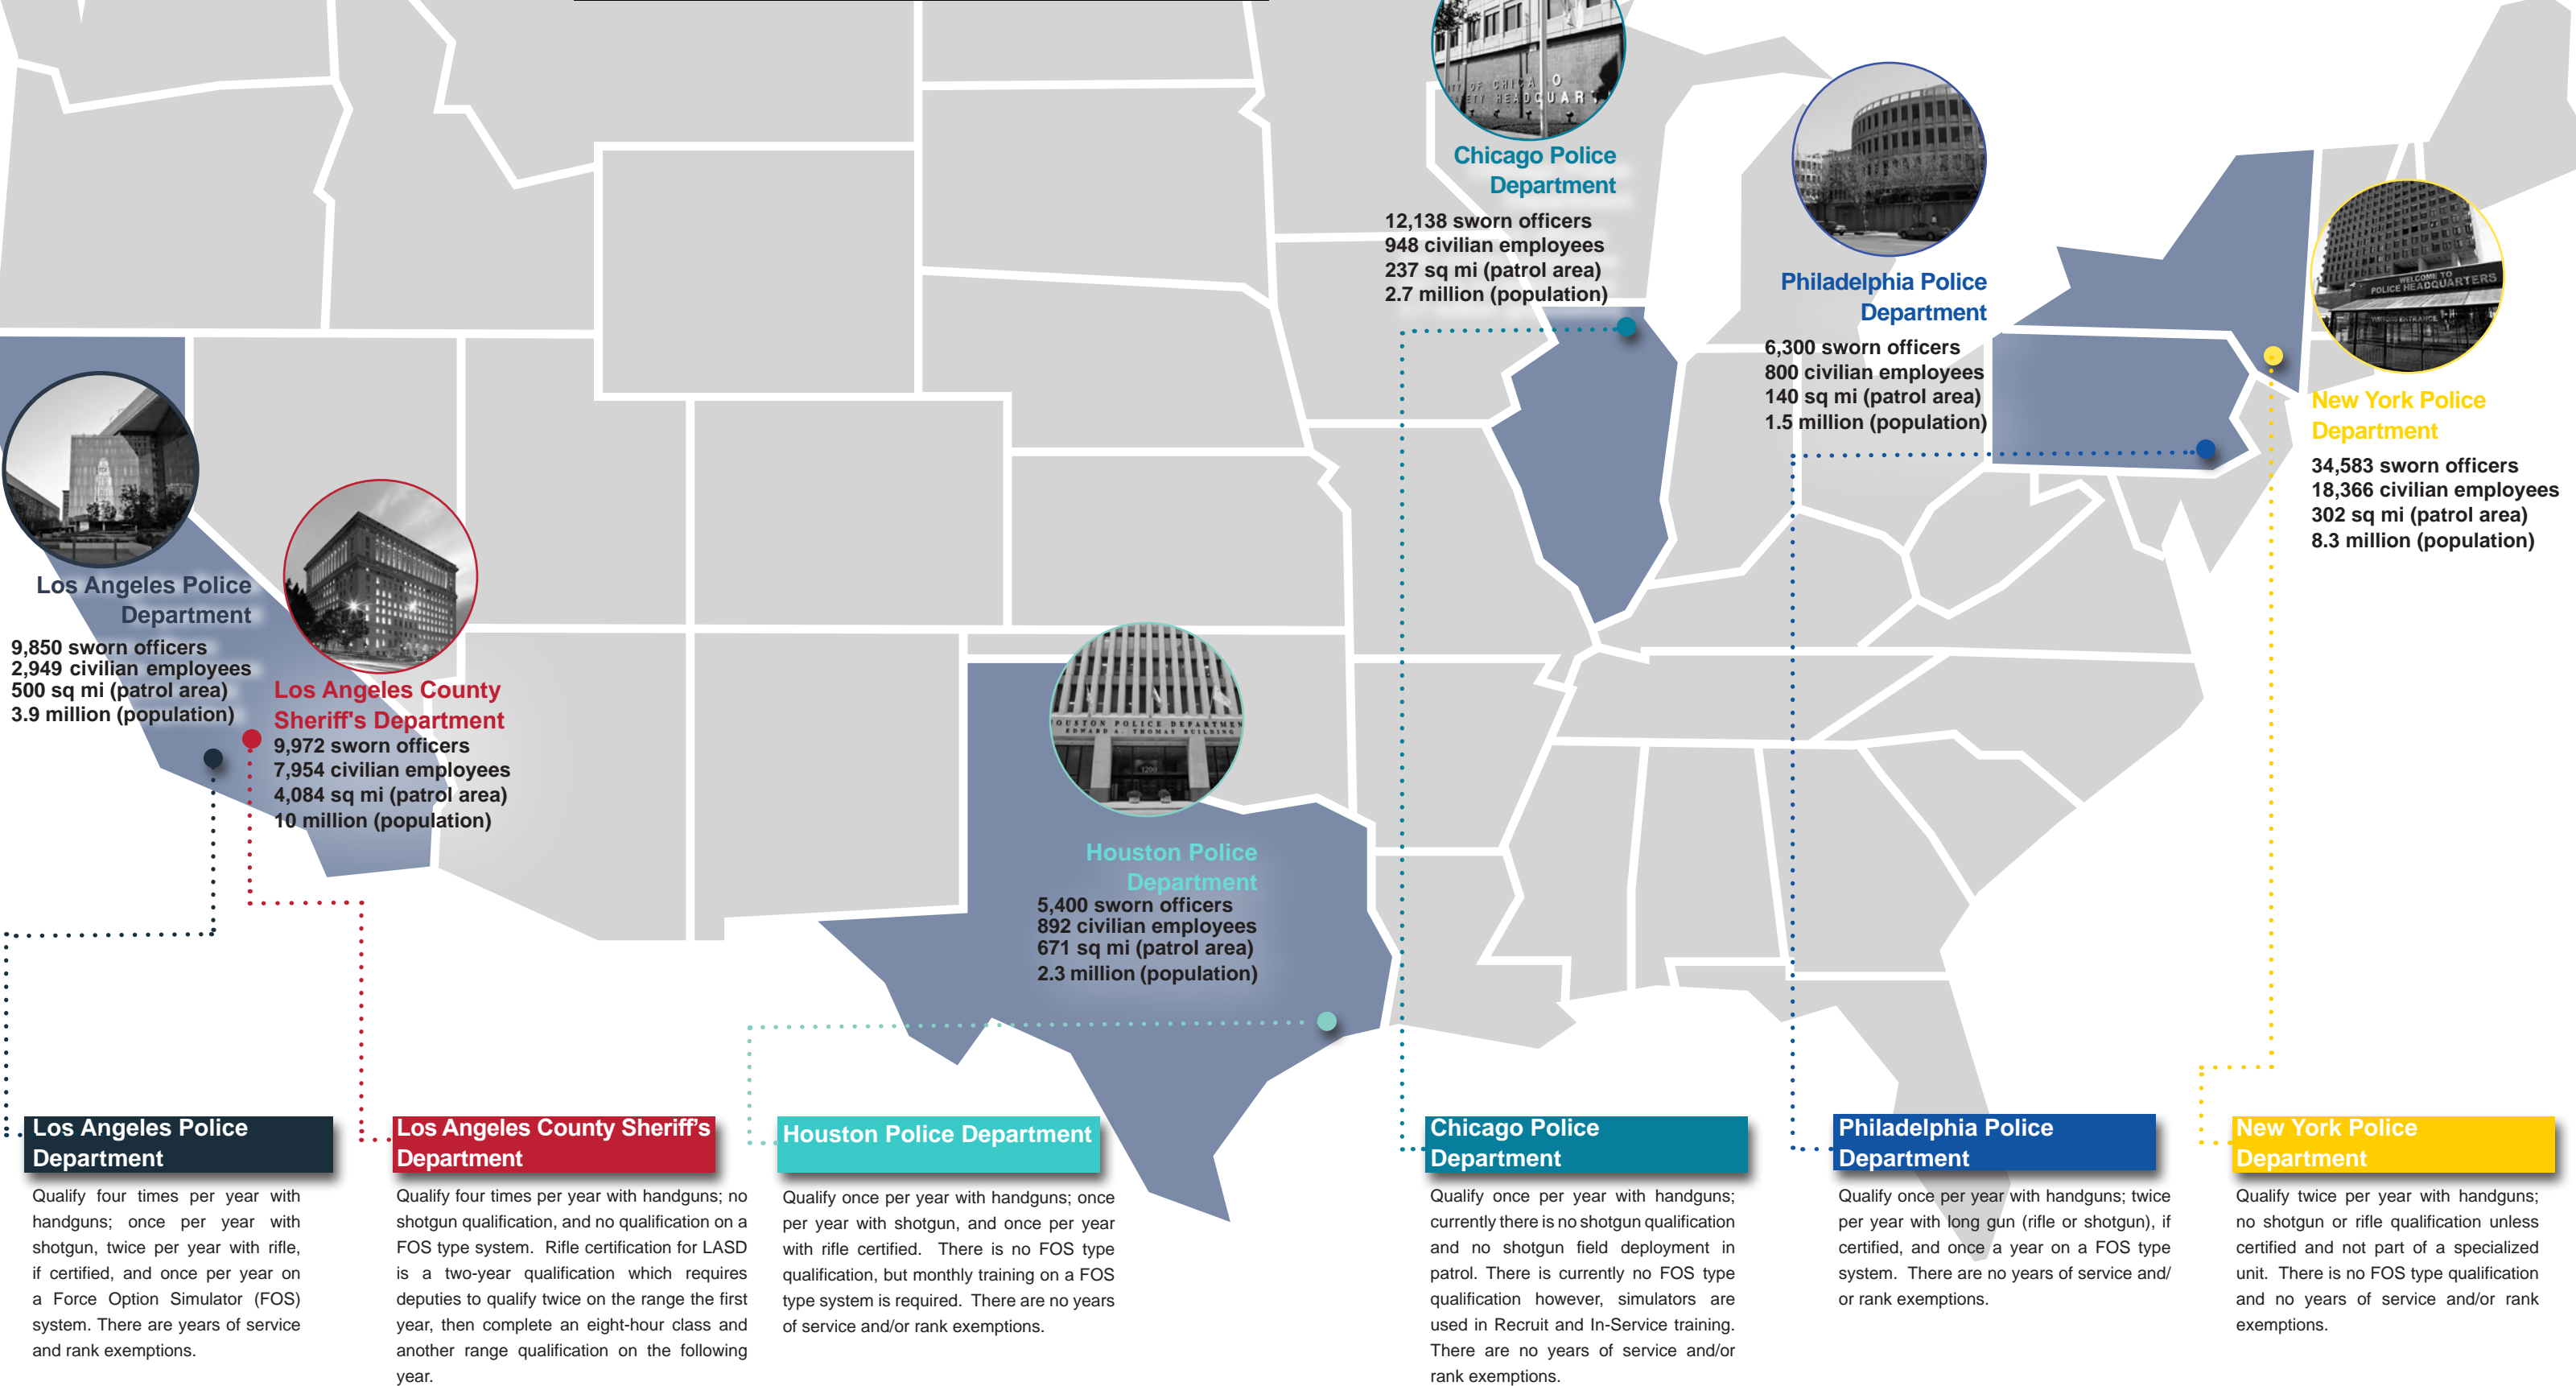 CITY OF CHICAGO
HEADQUAR
Chicago Police
Department
12,138 sworn officers
948 civilian employees
237 sq mi (patrol area)
2.7 million (population)
Philadelphia Police
Department
6,300 sworn officers
800 civilian employees
140 sq mi (patrol area)
1.5 million (population)
WELCOME TO
POLICE HEADQUARTERS
ENTRANCE
New York Police
Department
34,583 sworn officers
18,366 civilian employees
302 sq mi (patrol area)
8.3 million (population)
Los Angeles Police
Department
9,850 sworn officers
2,949 civilian employees
500 sq mi (patrol area)
3.9 million (population)
Los Angeles County
Sheriff's Department
9,972 sworn officers
7,954 civilian employees
4,084 sq mi (patrol area)
10 million (population)
OUSTON POLICE DEPARTMEN
EDWARD A. THOMAS BUILDING
1200
Houston Police
Department
5,400 sworn officers
892 civilian employees
671 sq mi (patrol area)
2.3 million (population)
Los Angeles Police
Department
Qualify four times per year with
handguns; once per year with
shotgun, twice per year with rifle,
if certified, and once per year on
a Force Option Simulator (FOS)
system. There are years of service
and rank exemptions.
Los Angeles County Sheriff’s
Department
Qualify four times per year with handguns; no
shotgun qualification, and no qualification on a
FOS type system. Rifle certification for LASD
is a two-year qualification which requires
deputies to qualify twice on the range the first
year, then complete an eight-hour class and
another range qualification on the following
year.
Houston Police Department
Qualify once per year with handguns; once
per year with shotgun, and once per year
with rifle certified. There is no FOS type
qualification, but monthly training on a FOS
type system is required. There are no years
of service and/or rank exemptions.
Chicago Police
Department
Qualify once per year with handguns;
currently there is no shotgun qualification
and no shotgun field deployment in
patrol. There is currently no FOS type
qualification however, simulators are
used in Recruit and In-Service training.
There are no years of service and/or
rank exemptions.
Philadelphia Police
Department
Qualify once per year with handguns; twice
per year with long gun (rifle or shotgun), if
certified, and once a year on a FOS type
system. There are no years of service and/
or rank exemptions.
New York Police
Department
Qualify twice per year with handguns;
no shotgun or rifle qualification unless
certified and not part of a specialized
unit. There is no FOS type qualification
and no years of service and/or rank
exemptions.